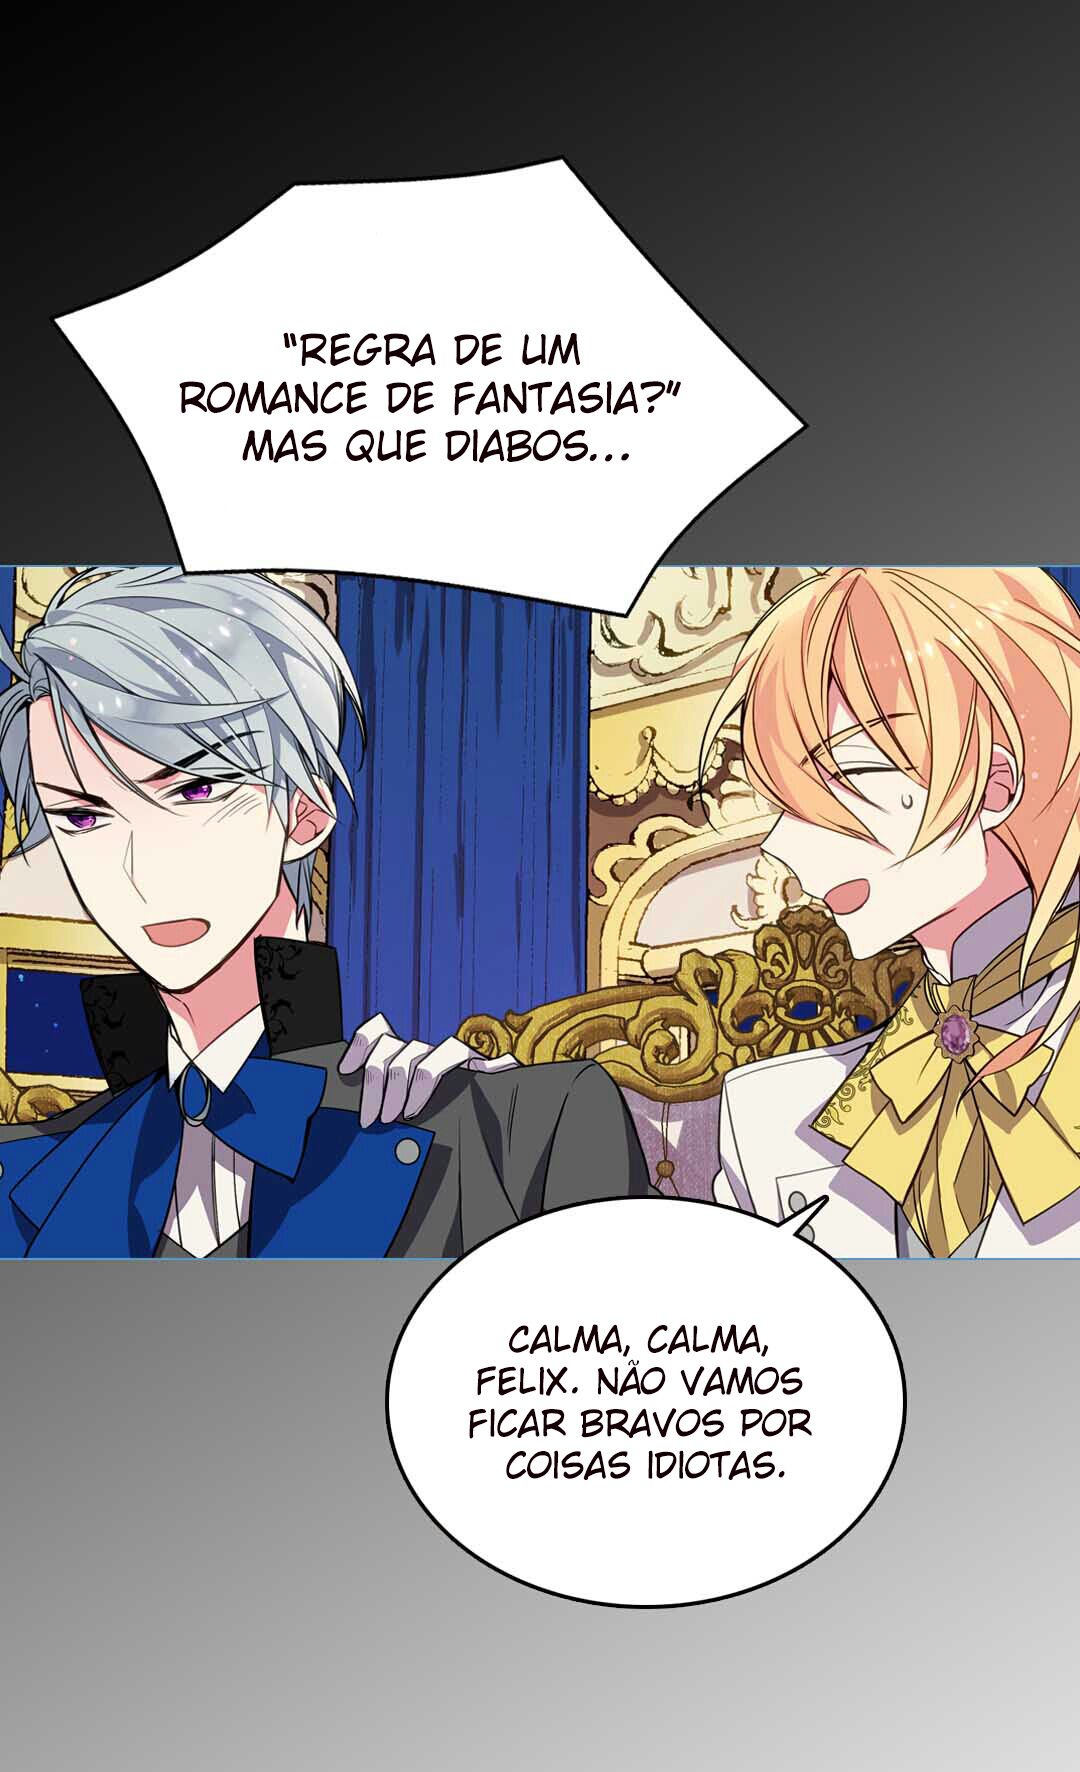 "REGRA DE UM
ROMANCE DE FANTASIA?"
MAS QUE DIABOS...
CALMA, CALMA,
FELIX. NÃO VAMOS
FICAR BRAVOS POR
COISAS IDIOTAS.